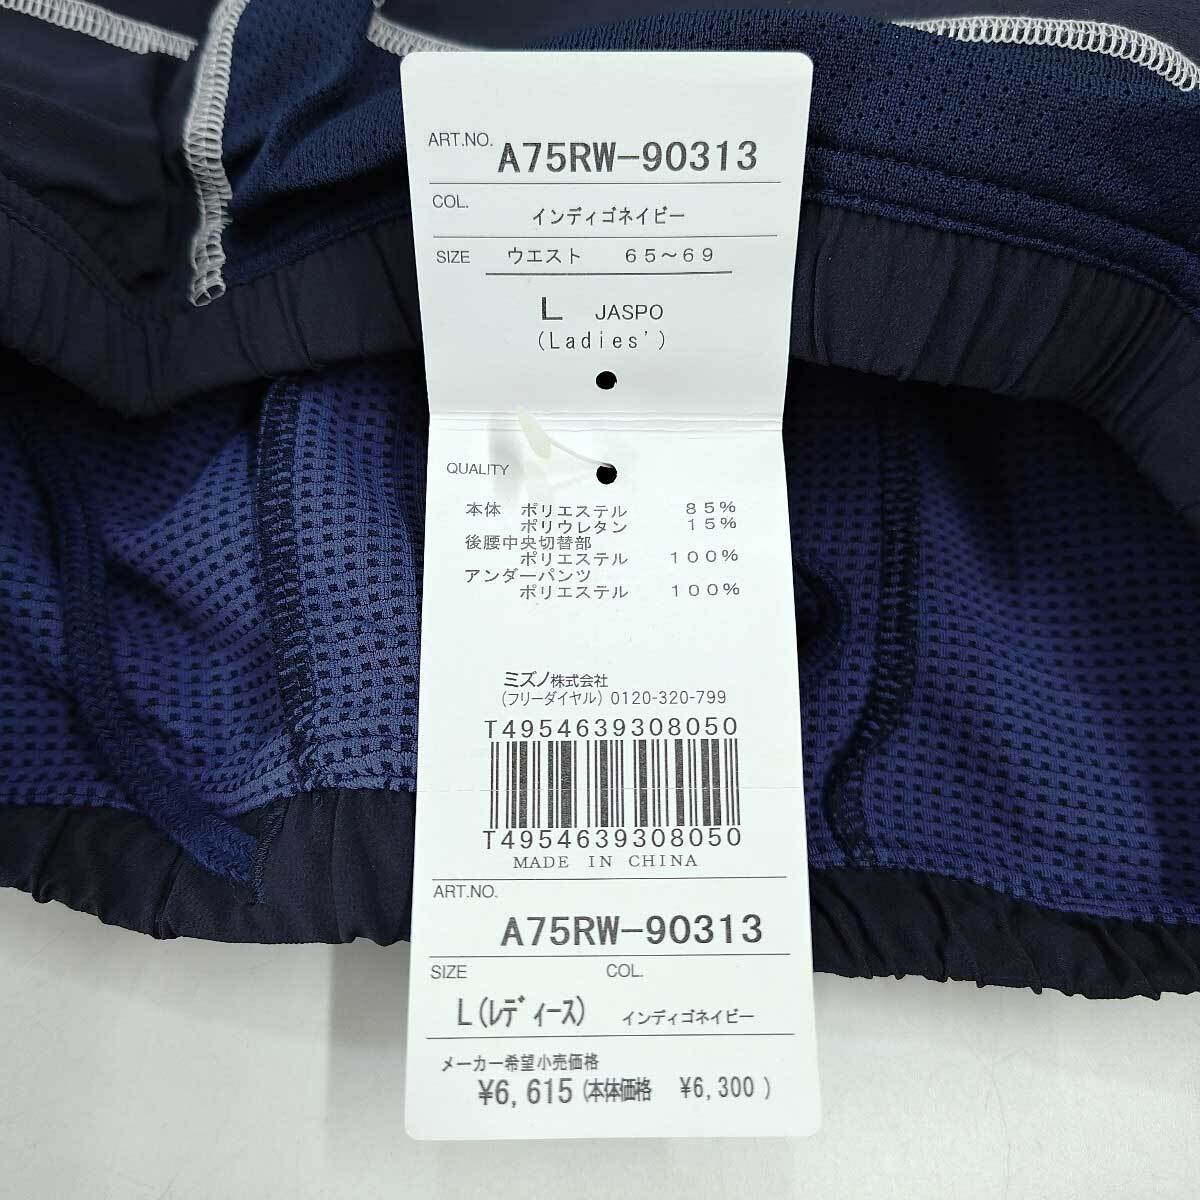 ART.NO. A75RW-90313
COL. インディゴネイビー
SIZE ウエスト 65～69
L JASPO
(Ladies')
QUALITY
本体 ポリエステル 85%
ポリウレタン 15%
後腰中央切替部
ポリエステル 100%
アンダーパンツ
ポリエステル 100%
ミズノ株式会社
(フリーダイヤル) 0120-320-799
T4954639308050
T4954639308050
MADE IN CHINA
ART.NO.
A75RW-90313
SIZE COL.
L(レディース) インディゴネイビー
メーカー希望小売価格
¥6,615 (本体価格 ¥6,300)